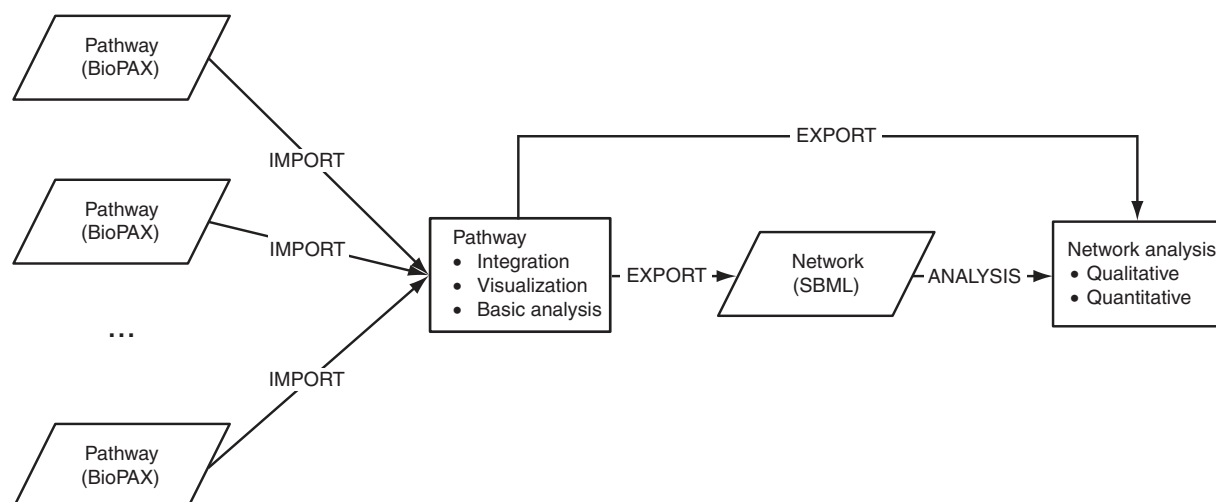 Pathway
(BioPAX)
IMPORT
Pathway
(BioPAX)
IMPORT
...
IMPORT
Pathway
(BioPAX)
Pathway
• Integration
• Visualization
• Basic analysis
EXPORT
EXPORT
Network
(SBML)
ANALYSIS
Network analysis
• Qualitative
• Quantitative